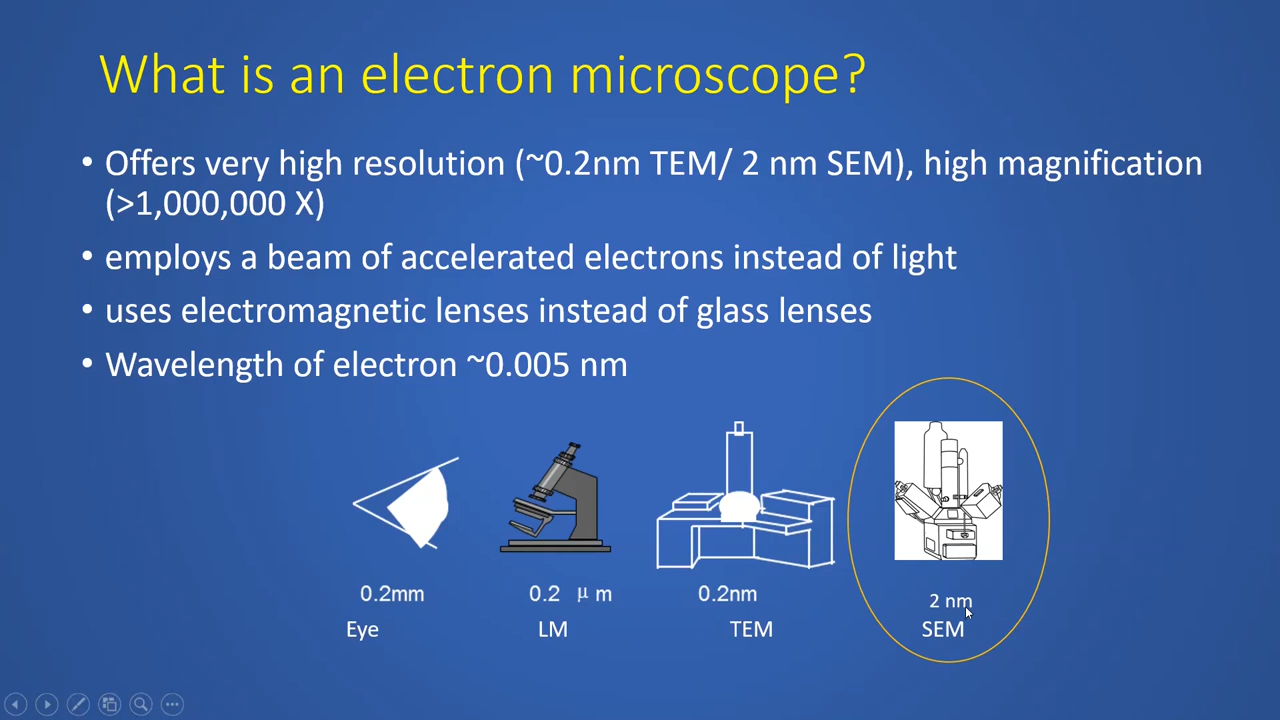 What is an electron microscope?
• Offers very high resolution (~0.2nm TEM/ 2 nm SEM), high magnification
(>1,000,000 X)
• employs a beam of accelerated electrons instead of light
• uses electromagnetic lenses instead of glass lenses
• Wavelength of electron ~0.005 nm
0.2mm 0.2 μm 0.2nm 2 nm
Eye LM TEM SEM